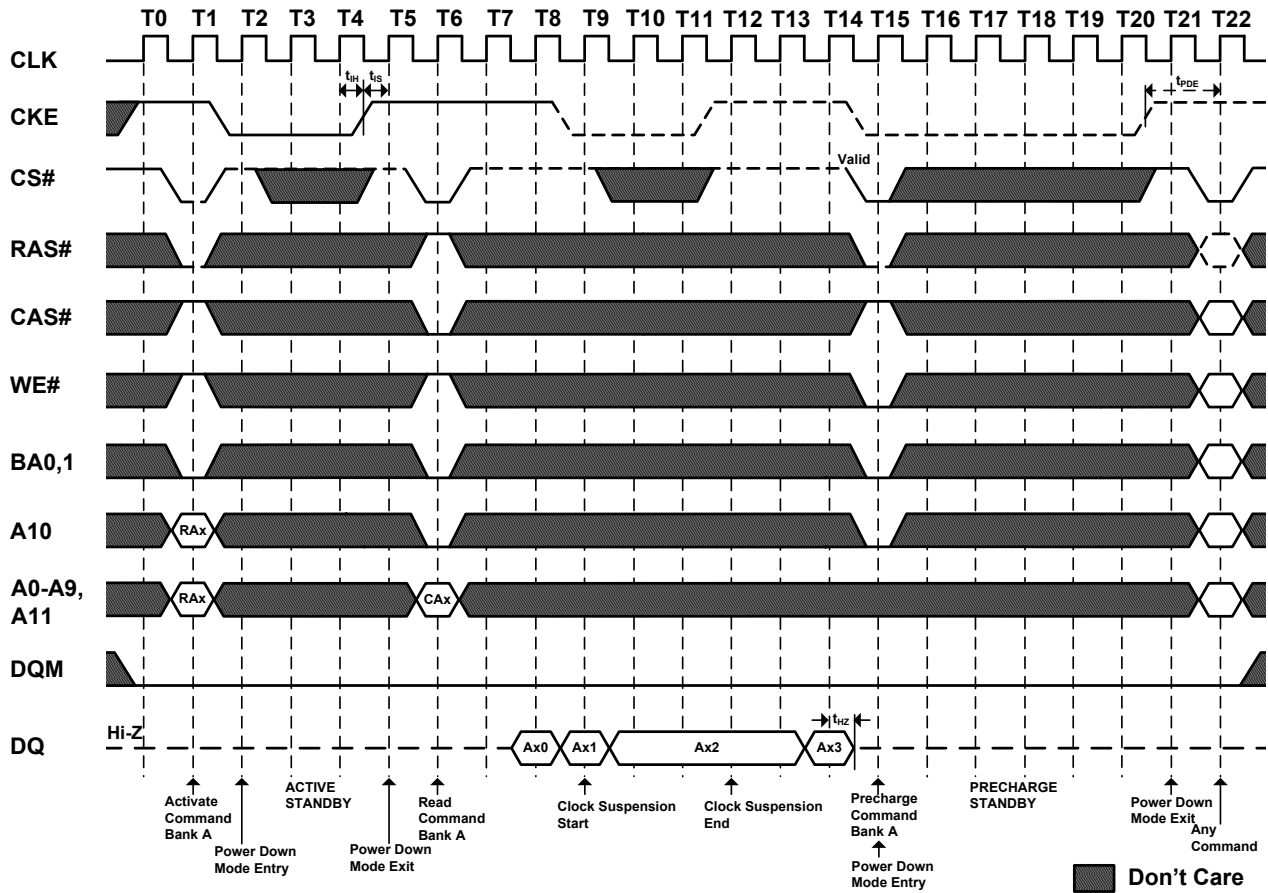 T0 T1 T2 T3 T4 T5 T6 T7 T8 T9 T10 T11 T12 T13 T14 T15 T16 T17 T18 T19 T20 T21 T22
CLK
tIH tIS
tPDE
CKE
Valid
CS#
RAS#
CAS#
WE#
BA0,1
A10
RAx
A0-A9,
A11
RAx CAx
DQM
Hi-Z
tHZ
DQ
Ax0 Ax1 Ax2 Ax3
Activate
Command
Bank A
Power Down
Mode Entry
ACTIVE
STANDBY
Power Down
Mode Exit
Read
Command
Bank A
Clock Suspension
Start
Clock Suspension
End
Precharge
Command
Bank A
Power Down
Mode Entry
PRECHARGE
STANDBY
Power Down
Mode Exit
Any
Command
Don't Care